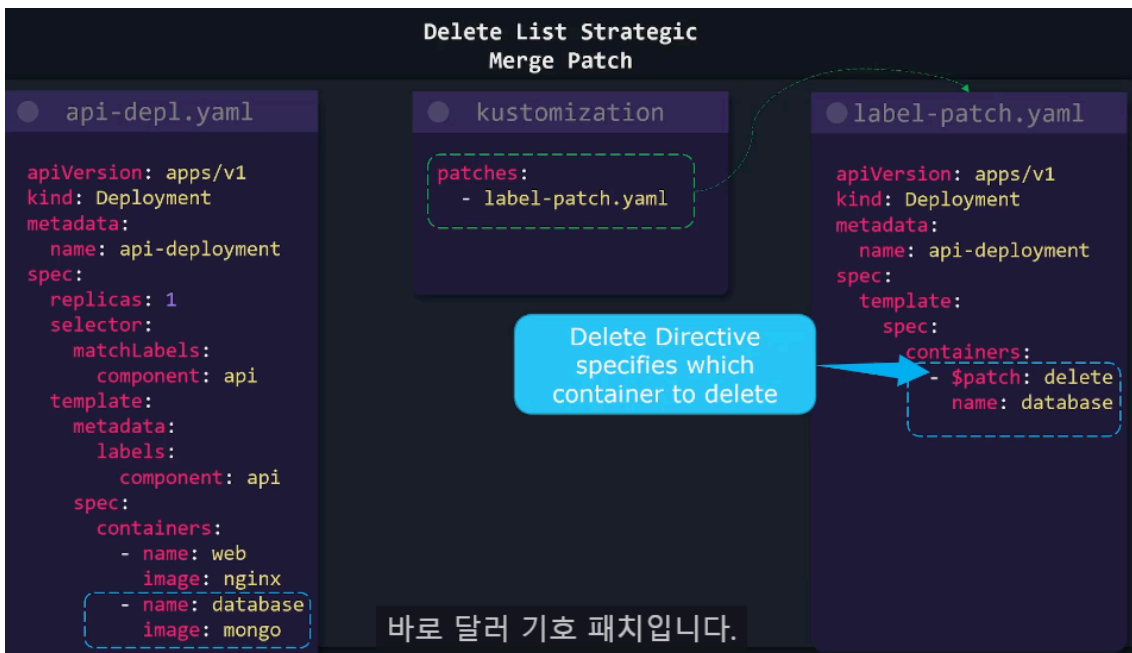 Delete List Strategic
Merge Patch
api-depl.yaml
apiVersion: apps/v1
kind: Deployment
metadata:
  name: api-deployment
spec:
  replicas: 1
  selector:
    matchLabels:
      component: api
  template:
    metadata:
      labels:
        component: api
    spec:
      containers:
        - name: web
          image: nginx
        - name: database
          image: mongo
kustomization
patches:
  - label-patch.yaml
Delete Directive
specifies which
container to delete
label-patch.yaml
apiVersion: apps/v1
kind: Deployment
metadata:
  name: api-deployment
spec:
  template:
    spec:
      containers:
        - $patch: delete
          name: database
바로 달러 기호 패치입니다.